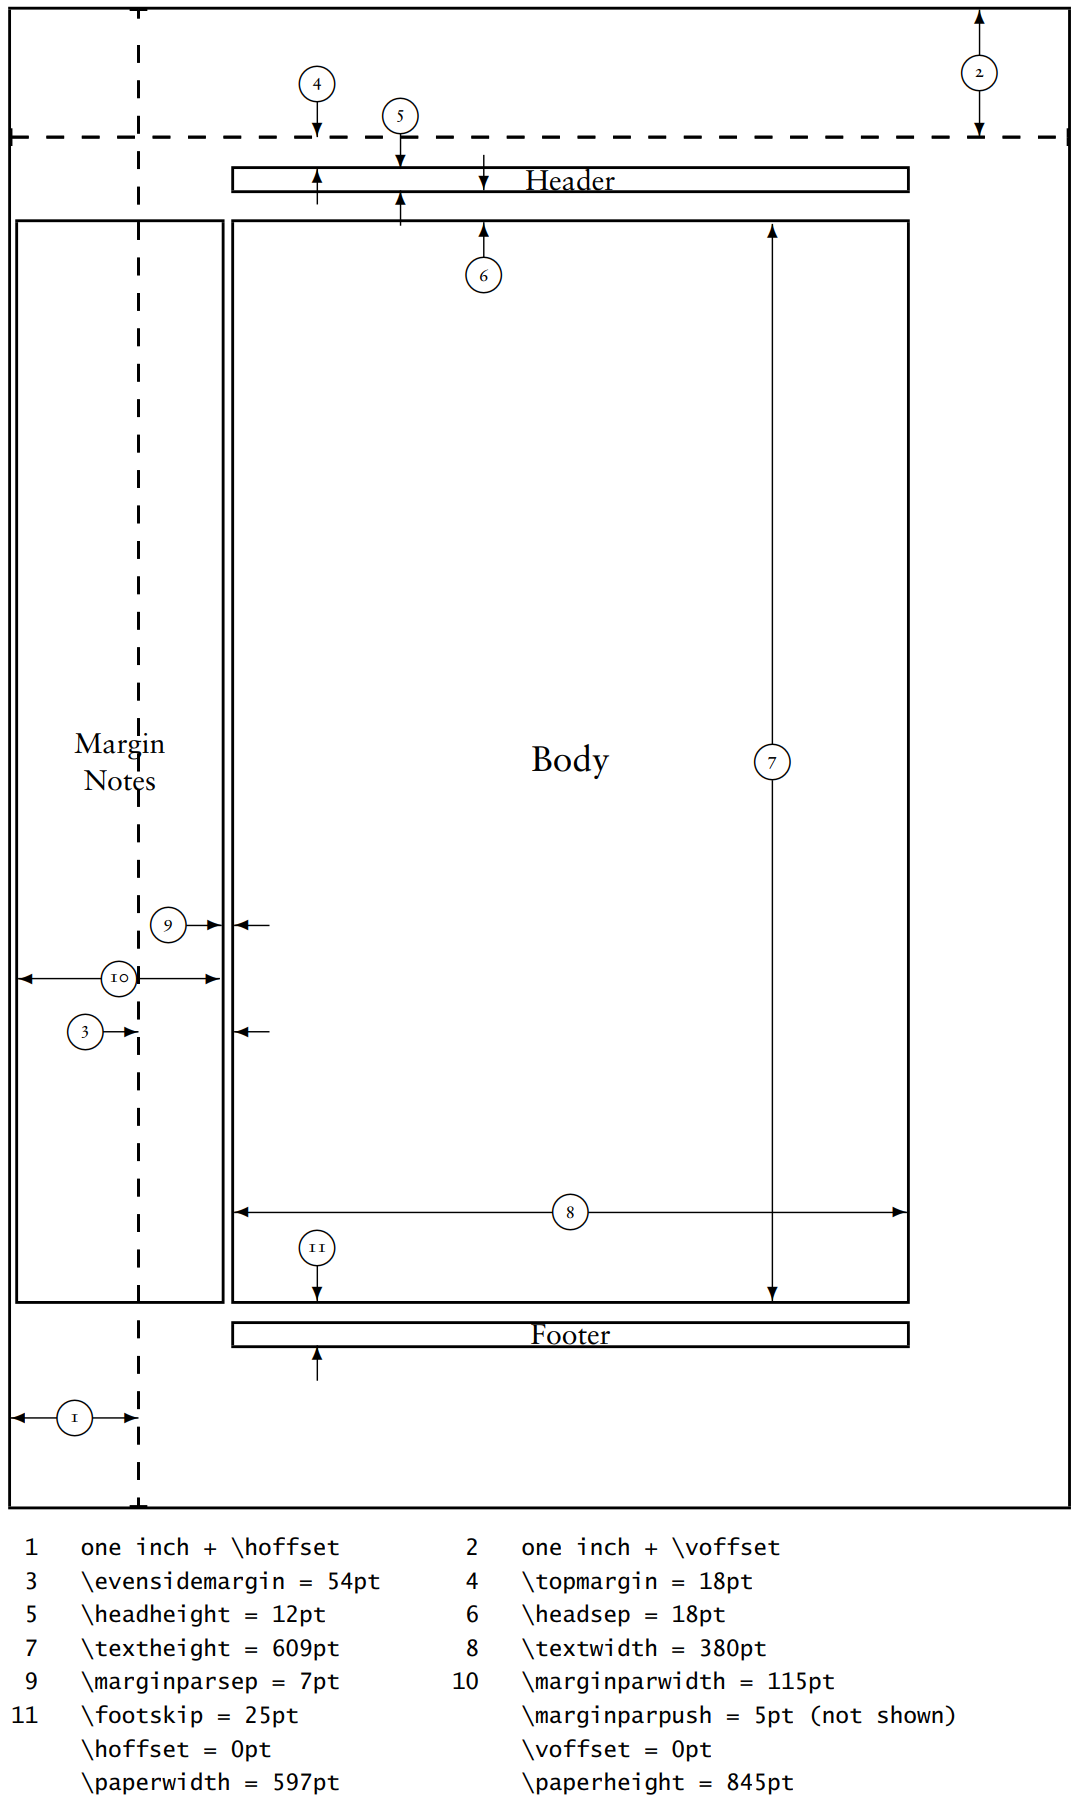 2
4
5
Header
6
Margin
Notes
Body
7
9
10
3
8
11
Footer
1
1 one inch + \hoffset 2 one inch + \voffset
3 \evensidemargin = 54pt 4 \topmargin = 18pt
5 \headheight = 12pt 6 \headsep = 18pt
7 \textheight = 609pt 8 \textwidth = 380pt
9 \marginparsep = 7pt 10 \marginparwidth = 115pt
11 \footskip = 25pt \marginparpush = 5pt (not shown)
\hoffset = 0pt \voffset = 0pt
\paperwidth = 597pt \paperheight = 845pt